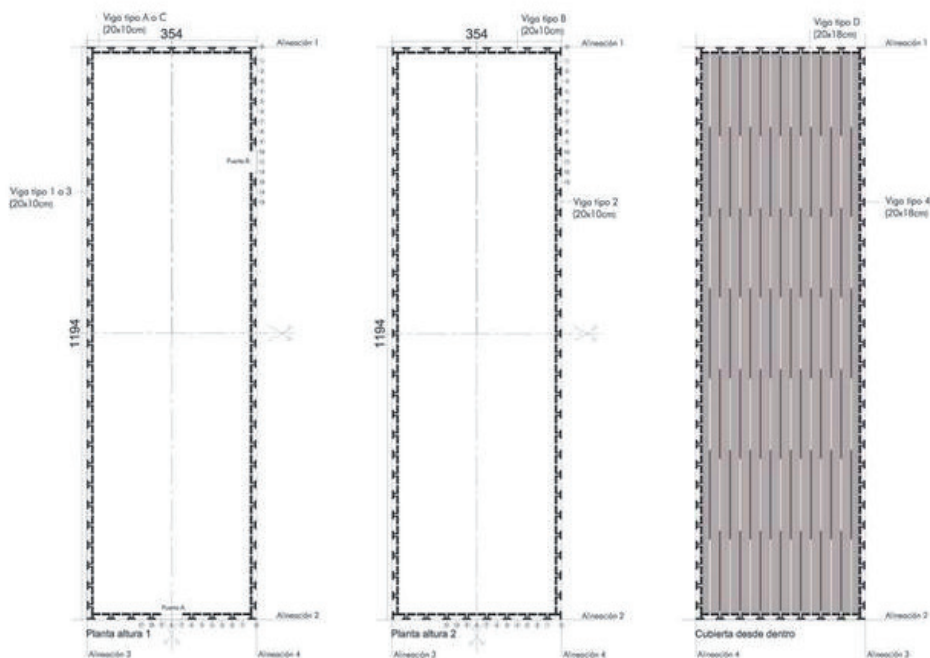 Viga tipo A o C
(20x10cm)
354
Alineación 1
Puerta B
Viga tipo 1 o 3
(20x10cm)
1194
Puerta A
Alineación 2
Planta altura 1
Alineación 3
Alineación 4
Viga tipo B
(20x10cm)
354
Alineación 1
Viga tipo 2
(20x10cm)
1194
Alineación 2
Planta altura 2
Alineación 3
Alineación 4
Viga tipo D
(20x18cm)
Alineación 1
Viga tipo 4
(20x18cm)
Alineación 2
Cubierta desde dentro
Alineación 4
Alineación 3